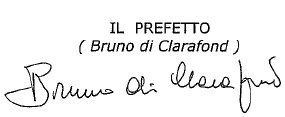 IL PREFETTO
( Bruno di Clarafond )
Bruno di Clarafond